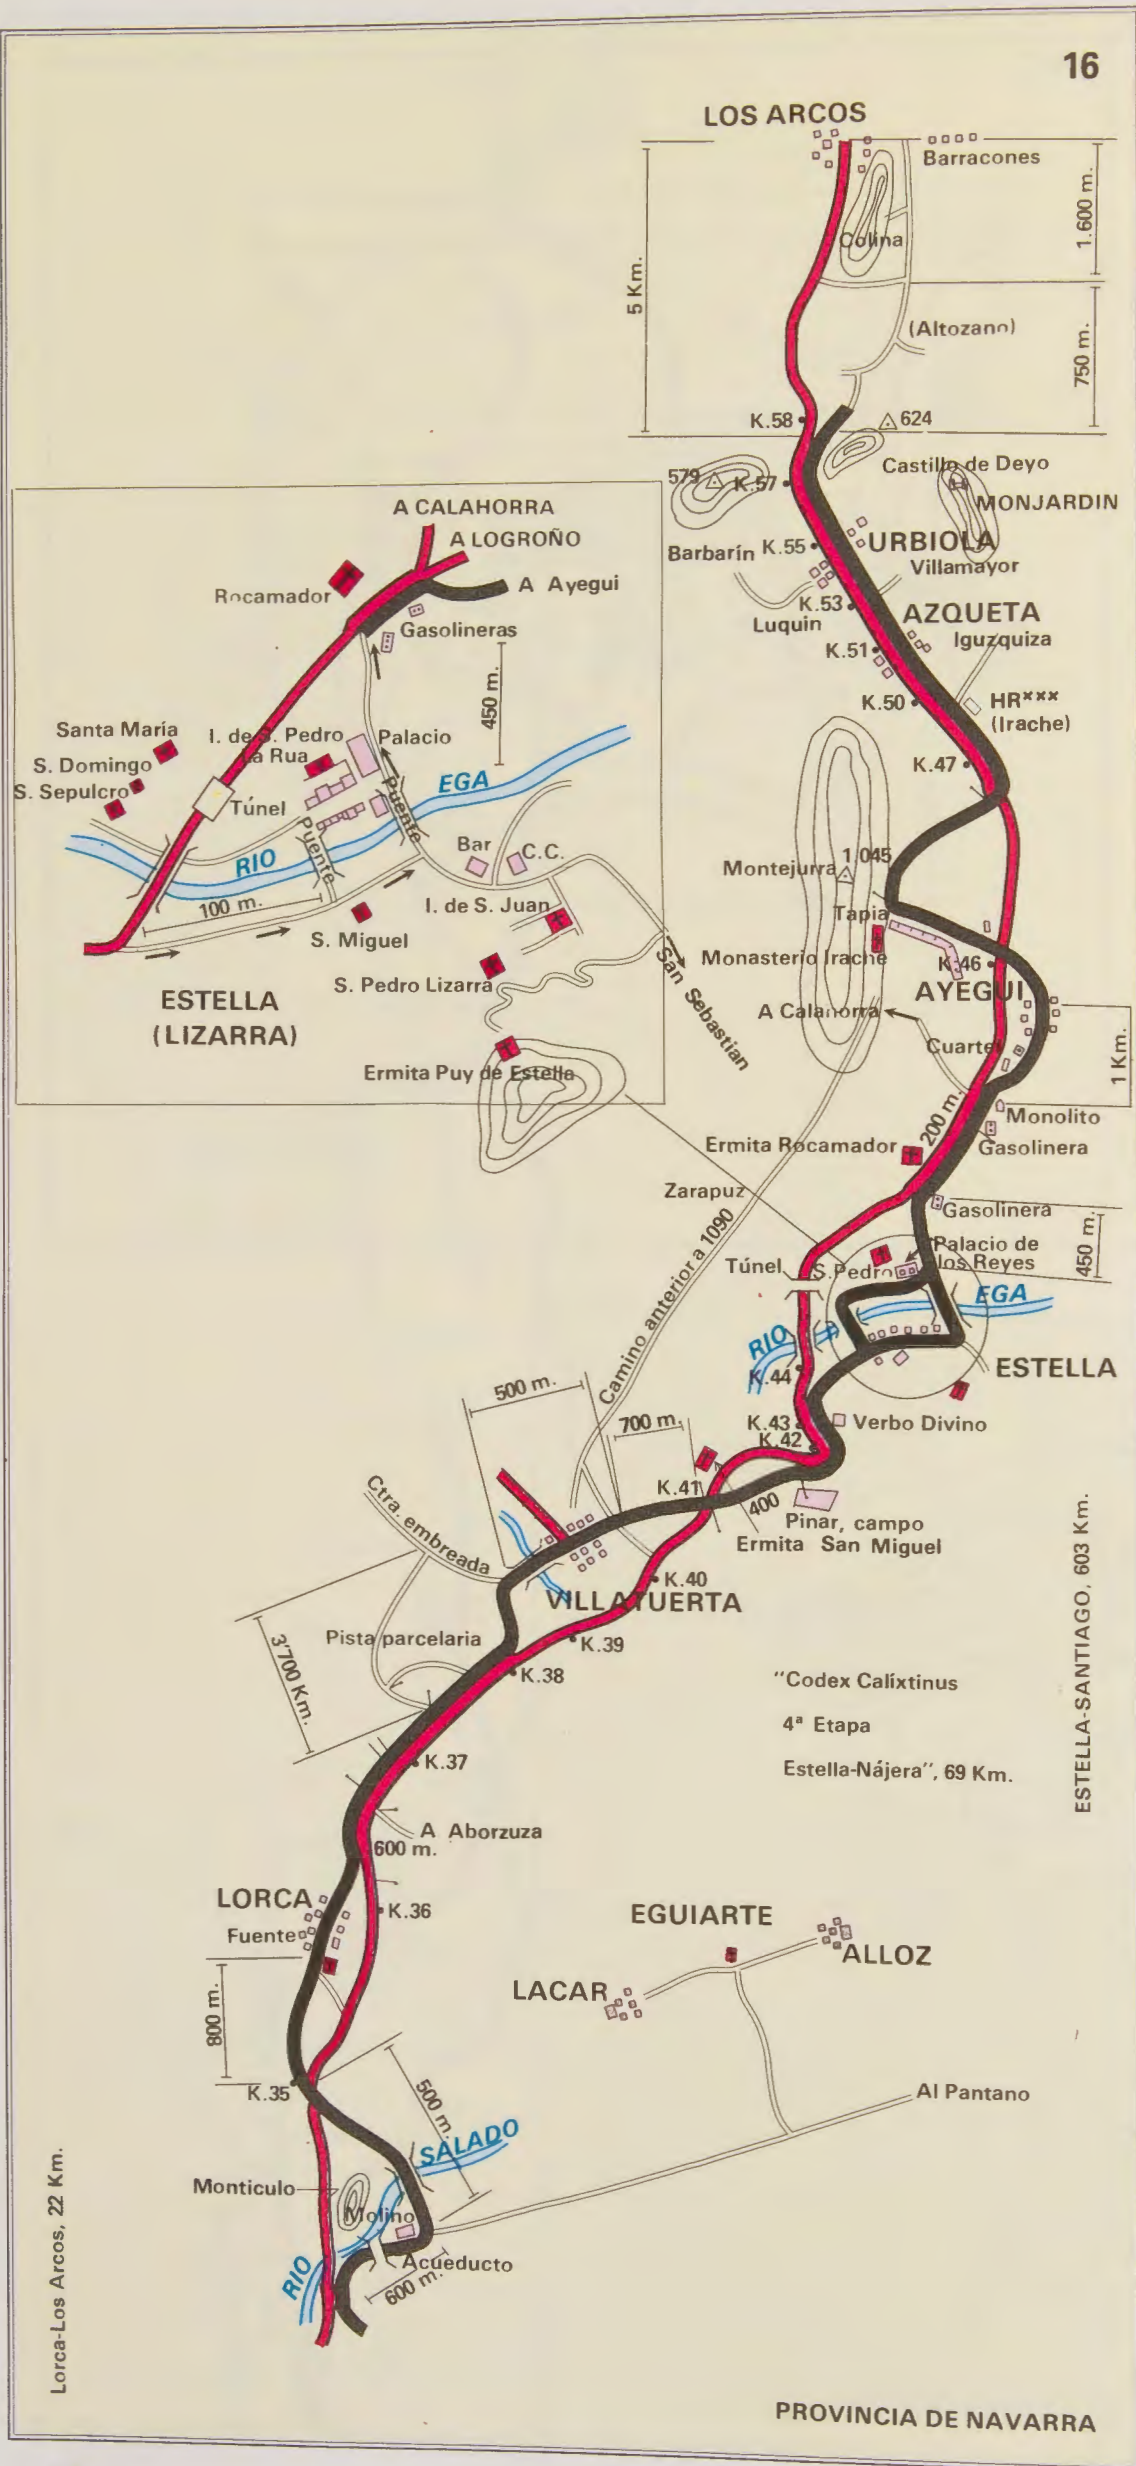 16
LOS ARCOS
Barracones
1.600 m.
Colina
5 Km.
(Altozano)
750 m.
K.58
624
Castillo de Deyo
579
K.57
MONJARDIN
Barbarín
K.55
URBIOLA
Villamayor
K.53
Luquin
AZQUETA
Iguzquiza
K.51
K.50
HR***
(Irache)
K.47
Montejurra
1.045
Tapia
Monasterio Irache
K.46
AYEGUI
A Calahorra
Cuartel
1 Km.
200 m.
Monolito
Gasolinera
Ermita Rocamador
Zarapuz
Gasolinera
450 m.
Palacio de
los Reyes
Túnel
S. Pedro
EGA
RIO
ESTELLA
K.44
K.43
K.42
Verbo Divino
Camino anterior a 1090
500 m.
700 m.
K.41
400
Pinar, campo
Ermita San Miguel
Ctra. embreada
K.40
VILLATUERTA
K.39
Pista parcelaria
K.38
3'700 Km.
K.37
A Aborzuza
600 m.
LORCA
K.36
Fuente
800 m.
K.35
500 m.
SALADO
Monticulo
Molino
RIO
Acueducto
600 m.
A CALAHORRA
A LOGROÑO
A Ayegui
Rocamador
Gasolineras
450 m.
Santa María
I. de S. Pedro
La Rua
Palacio
S. Domingo
S. Sepulcro
Túnel
EGA
Puente
Puente
RIO
Bar
C.C.
100 m.
I. de S. Juan
S. Miguel
S. Pedro Lizarra
San Sebastian
ESTELLA
(LIZARRA)
Ermita Puy de Estella
"Codex Calíxtinus
4ª Etapa
Estella-Nájera", 69 Km.
ESTELLA-SANTIAGO, 603 Km.
EGUIARTE
ALLOZ
LACAR
Al Pantano
Lorca-Los Arcos, 22 Km.
PROVINCIA DE NAVARRA